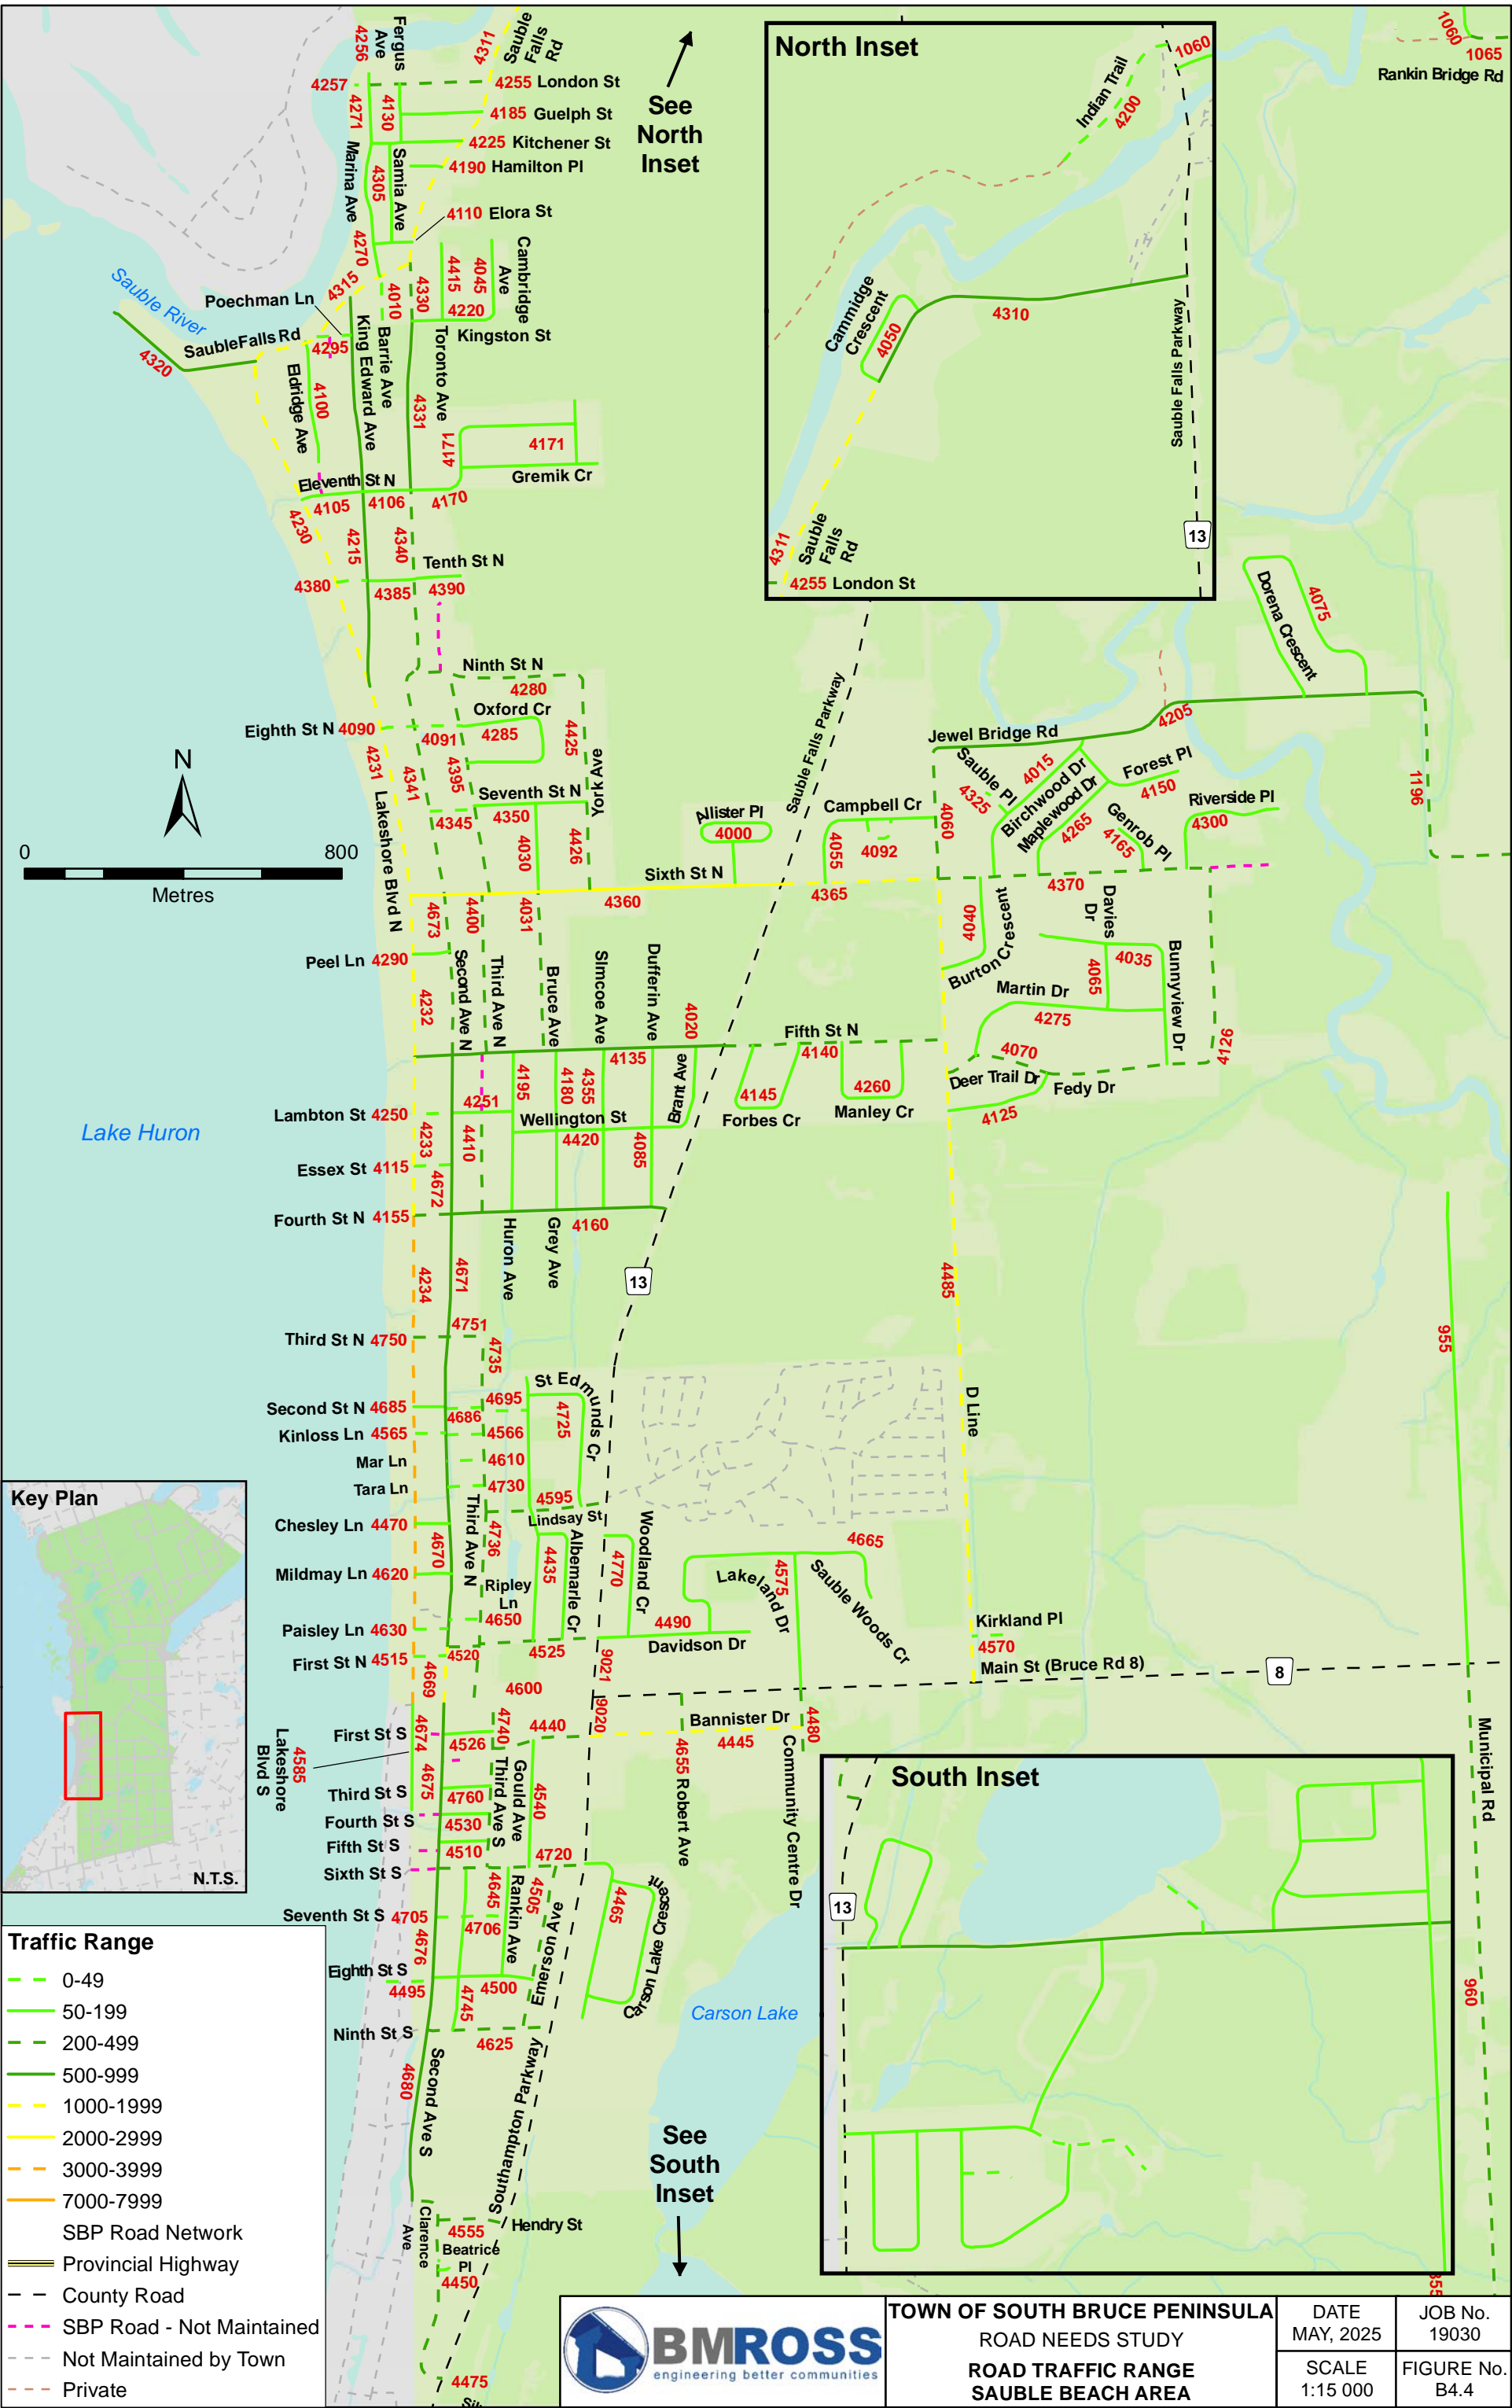 Fergus
Ave
4256
4311
Sauble
Falls
Rd
4257
4255 London St
4271
4130
4185 Guelph St
4225 Kitchener St
4190 Hamilton Pl
Marina Ave
4305
Samia Ave
4110 Elora St
4270
See
North
Inset
Sauble River
4315
Poechman Ln
4010
4330
4415
4045
Cambridge
Ave
4220
Kingston St
SaubleFalls Rd
4320
4295
Eldridge Ave
4100
King Edward Ave
Barrie Ave
4331
Toronto Ave
4171
4171
Gremik Cr
Eleventh St N
4105
4106
4170
4230
4215
4340
Tenth St N
4380
4385
4390
Ninth St N
4280
Oxford Cr
Eighth St N 4090
4091
4285
4425
4231
4341
4395
York Ave
Seventh St N
4345
4350
4030
4426
Lakeshore Blvd N
North Inset
1060
Indian Trail
4200
Cammidge
Crescent
4050
4310
Sauble Falls Parkway
13
4311
Sauble
Falls
Rd
4255 London St
1060
1065
Rankin Bridge Rd
Dorena Crescent
4075
4205
Jewel Bridge Rd
Sauble Pl
4325
4015
Birchwood Dr
Maplewood Dr
4265
Forest Pl
4150
Genrob Pl
4165
Riverside Pl
4300
1196
Sauble Falls Parkway
Allister Pl
4000
Campbell Cr
4055
4092
4060
Sixth St N
4360
4365
4370
N
0
800
Metres
4673
4400
4031
Peel Ln 4290
Second Ave N
Third Ave N
Bruce Ave
SImcoe Ave
Dufferin Ave
4020
4232
Fifth St N
4135
4140
4040
Burton Crescent
Davies
Dr
4035
4065
Bunnyview Dr
Martin Dr
4275
4070
4126
Deer Trail Dr
Fedy Dr
4125
4195
4180
4355
Brant Ave
4145
4260
Forbes Cr
Manley Cr
Lambton St 4250
4251
Wellington St
4420
4085
4233
4410
Lake Huron
Essex St 4115
4672
Fourth St N 4155
4160
Huron Ave
Grey Ave
13
4234
4671
4485
955
Third St N 4750
4751
4735
St Edmunds Cr
4725
D Line
Second St N 4685
4686
4695
Kinloss Ln 4565
4566
Mar Ln
4610
Tara Ln
4730
4595
Lindsay St
Chesley Ln 4470
4670
Third Ave N
4736
4435
Albemarle Cr
4770
Woodland Cr
4665
Lakeland Dr
4575
Sauble Woods Cr
Mildmay Ln 4620
Ripley
Ln
4650
4490
Davidson Dr
Paisley Ln 4630
First St N 4515
4520
4525
9021
Kirkland Pl
4570
Main St (Bruce Rd 8)
8
4669
4600
9020
4440
4740
Bannister Dr
4445
4480
First St S
4674
4526
4585
Lakeshore
Blvd S
4675
Third St S
4760
Third Ave S
Gould Ave
4540
4655 Robert Ave
Community Centre Dr
Fourth St S
4530
Fifth St S
4510
4720
Sixth St S
4645
Rankin Ave
4505
Emerson Ave
4465
Carson Lake Crescent
Seventh St S 4705
4706
4676
Eighth St S
4495
4500
4745
Ninth St S
4625
Carson Lake
4680
Second Ave S
Southampton Parkway
See
South
Inset
Clarence
Ave
4555
Hendry St
Beatrice
Pl
4450
4475
Municipal Rd
960
South Inset
13
Key Plan
N.T.S.
Traffic Range
0-49
50-199
200-499
500-999
1000-1999
2000-2999
3000-3999
7000-7999
SBP Road Network
Provincial Highway
County Road
SBP Road - Not Maintained
Not Maintained by Town
Private
BMROSS
engineering better communities
TOWN OF SOUTH BRUCE PENINSULA
ROAD NEEDS STUDY
ROAD TRAFFIC RANGE
SAUBLE BEACH AREA
DATE
MAY, 2025
JOB No.
19030
SCALE
1:15 000
FIGURE No.
B4.4